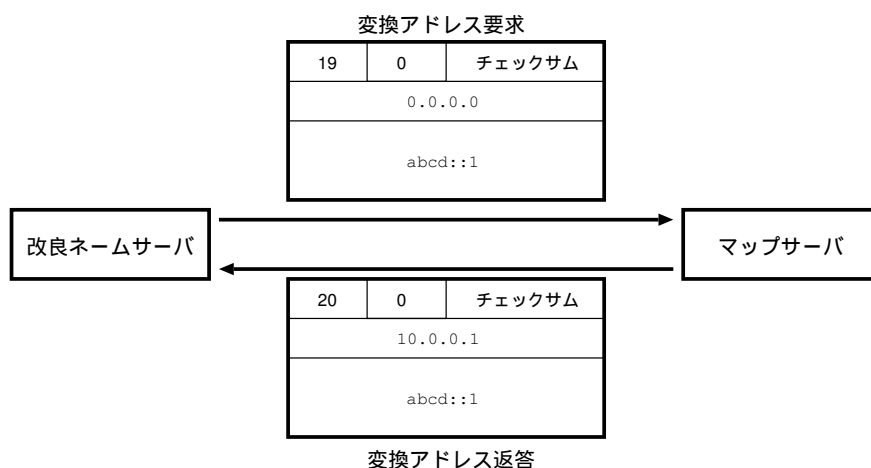 変換アドレス要求
19 0 チェックサム
0.0.0.0
abcd::1
改良ネームサーバ マップサーバ
20 0 チェックサム
10.0.0.1
abcd::1
変換アドレス返答